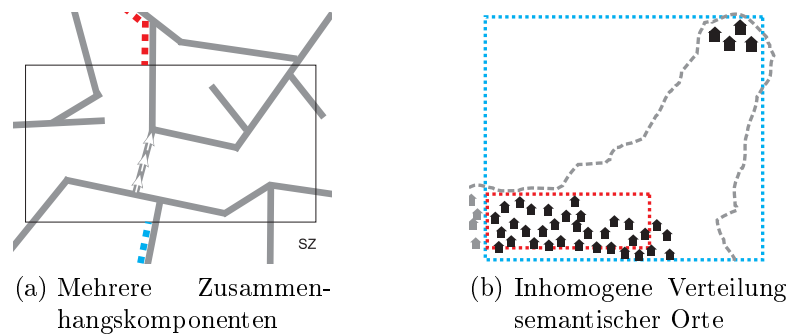 SZ
(a) Mehrere Zusammen-
hangskomponenten
(b) Inhomogene Verteilung
semantischer Orte